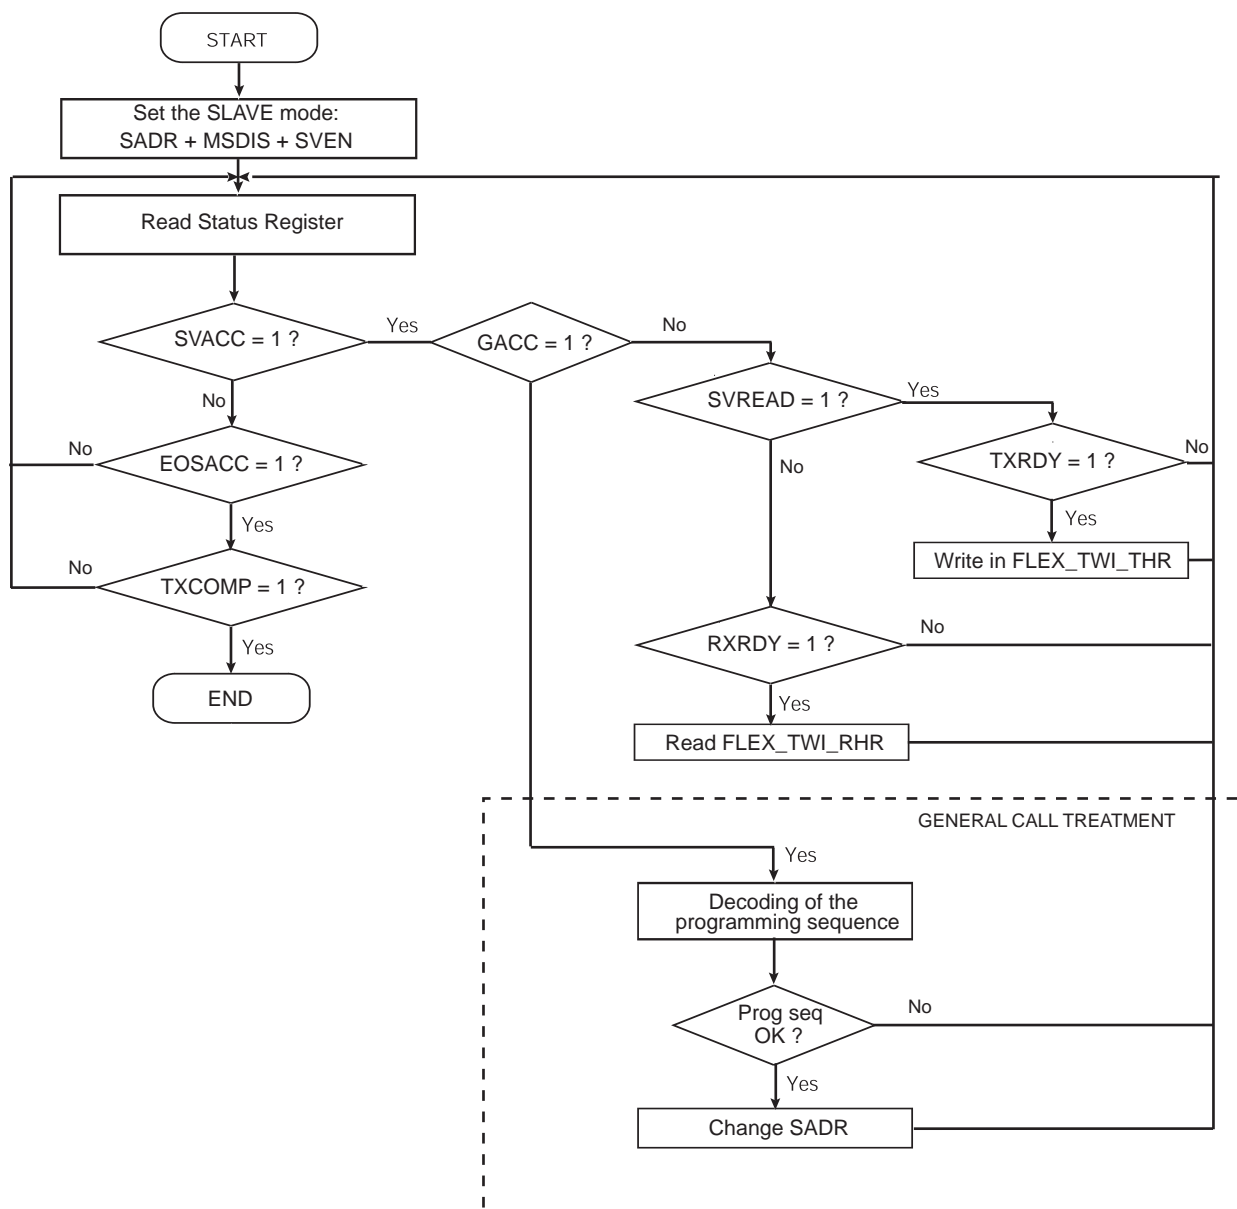 START
Set the SLAVE mode:
SADR + MSDIS + SVEN
Read Status Register
SVACC = 1 ?
Yes
GACC = 1 ?
No
No
SVREAD = 1 ?
Yes
No
EOSACC = 1 ?
No
TXRDY = 1 ?
No
Yes
Yes
Write in FLEX_TWI_THR
No
TXCOMP = 1 ?
Yes
RXRDY = 1 ?
No
END
Yes
Read FLEX_TWI_RHR
GENERAL CALL TREATMENT
Yes
Decoding of the
programming sequence
Prog seq
OK ?
No
Yes
Change SADR